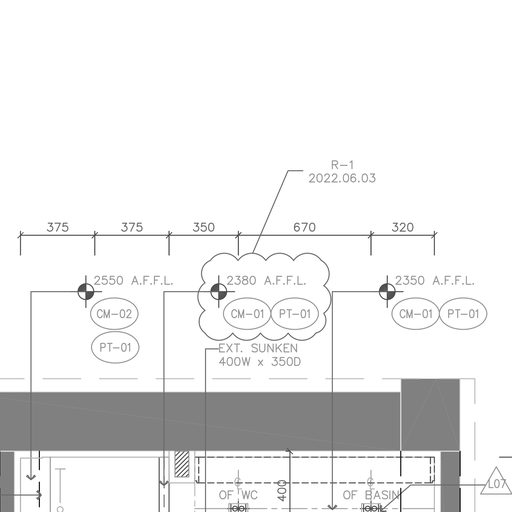 R-1
2022.06.03
375 375 350 670 320
2550 A.F.F.L. 2380 A.F.F.L. 2350 A.F.F.L.
CM-02 CM-01 PT-01 CM-01 PT-01
PT-01
EXT. SUNKEN
400W x 350D
400
L07
OF WC OF BASIN